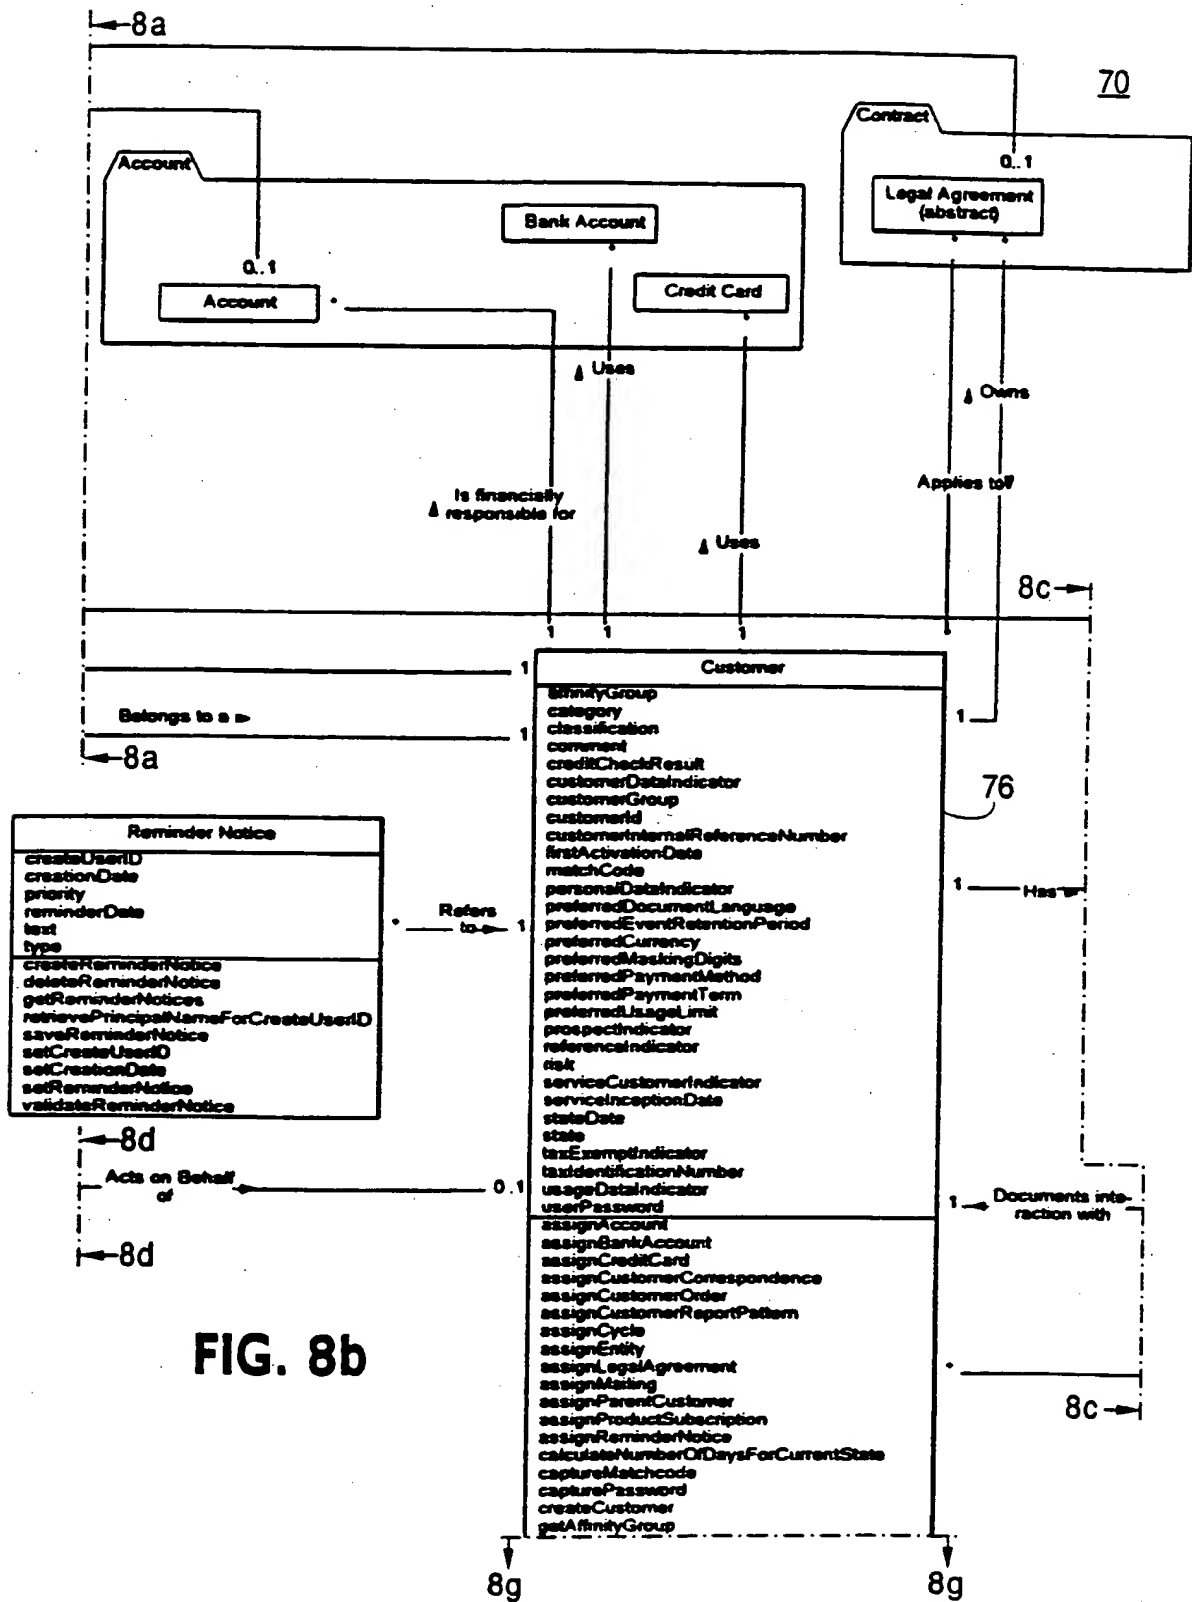 8a
70
Contract
0..1
Legal Agreement
(abstract)
*
*
Account
Bank Account
*
0..1
Account
*
Credit Card
*
Uses
Owns
Is financially
responsible for
Applies to
Uses
8c
1
1
1
*
1
Customer
affinityGroup
category
classification
comment
creditCheckResult
customerDataIndicator
customerGroup
customerId
customerInternalReferenceNumber
firstActivationDate
matchCode
personalDataIndicator
preferredDocumentLanguage
preferredEventRetentionPeriod
preferredCurrency
preferredMaskingDigits
preferredPaymentMethod
preferredPaymentTerm
preferredUsageLimit
prospectIndicator
referenceIndicator
risk
serviceCustomerIndicator
serviceInceptionDate
stateDate
state
taxExemptIndicator
taxIdentificationNumber
usageDataIndicator
userPassword
assignAccount
assignBankAccount
assignCreditCard
assignCustomerCorrespondence
assignCustomerOrder
assignCustomerReportPattern
assignCycle
assignEntity
assignLegalAgreement
assignMailing
assignParentCustomer
assignProductSubscription
assignReminderNotice
calculateNumberOfDaysForCurrentState
captureMatchcode
capturePassword
createCustomer
getAffinityGroup
Belongs to a
1
1
8a
76
Reminder Notice
createUserID
creationDate
priority
reminderDate
text
type
createReminderNotice
deleteReminderNotice
getReminderNotices
retrievePrincipalNameForCreateUserID
saveReminderNotice
setCreateUserID
setCreationDate
setReminderNotice
validateReminderNotice
*
Refers
to
1
1
Has
8d
Acts on Behalf
of
0..1
8d
1
Documents inte-
raction with
*
8c
FIG. 8b
8g
8g